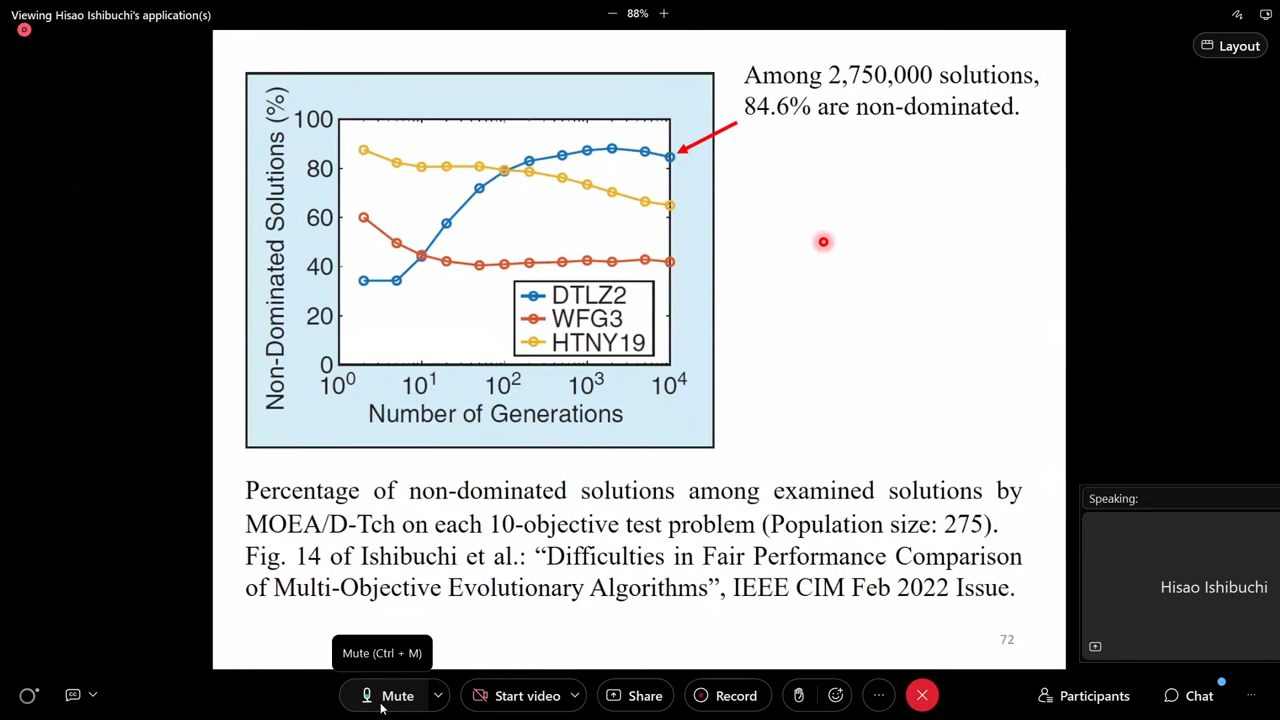 Viewing Hisao Ishibuchi's application(s)
88%
Layout
Among 2,750,000 solutions,
84.6% are non-dominated.
Non-Dominated Solutions (%)
100
80
60
40
20
0
DTLZ2
WFG3
HTNY19
10^0 10^1 10^2 10^3 10^4
Number of Generations
Percentage of non-dominated solutions among examined solutions by
MOEA/D-Tch on each 10-objective test problem (Population size: 275).
Fig. 14 of Ishibuchi et al.: “Difficulties in Fair Performance Comparison
of Multi-Objective Evolutionary Algorithms”, IEEE CIM Feb 2022 Issue.
72
Speaking:
Hisao Ishibuchi
Mute (Ctrl + M)
Mute
Start video
Share
Record
Participants
Chat